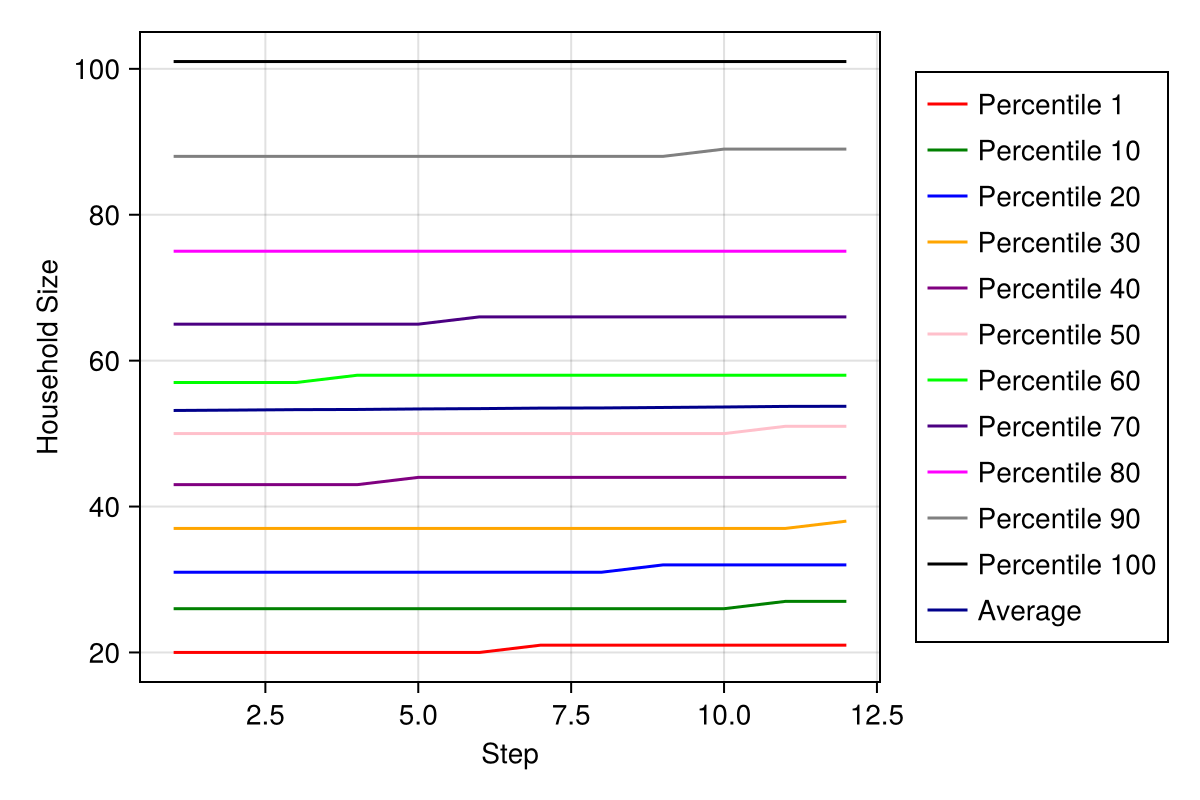 100
80
60
40
20
Household Size
2.5 5.0 7.5 10.0 12.5
Step
Percentile 1
Percentile 10
Percentile 20
Percentile 30
Percentile 40
Percentile 50
Percentile 60
Percentile 70
Percentile 80
Percentile 90
Percentile 100
Average